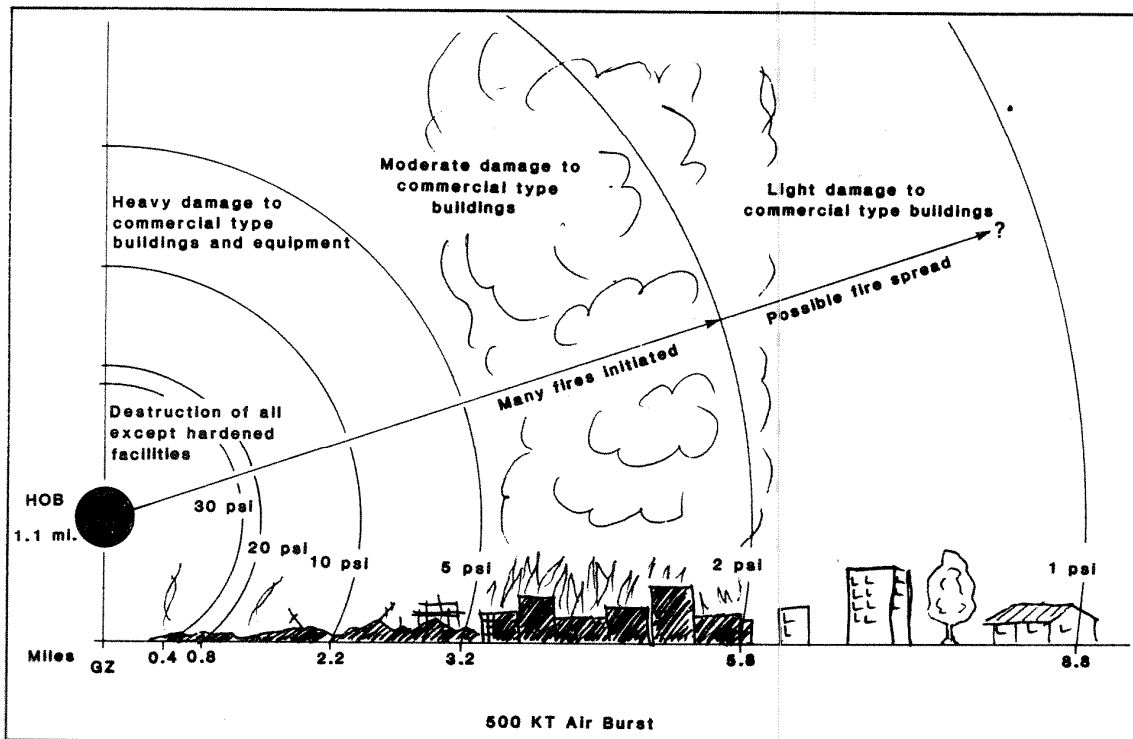 Moderate damage to
commercial type
buildings
Light damage to
commercial type buildings
Heavy damage to
commercial type
buildings and equipment
?
Possible fire spread
Many fires initiated
Destruction of all
except hardened
facilities
HOB
1.1 mi.
30 psi
20 psi
10 psi
5 psi
2 psi
1 psi
Miles
GZ
0.4
0.8
2.2
3.2
5.8
8.8
500 KT Air Burst